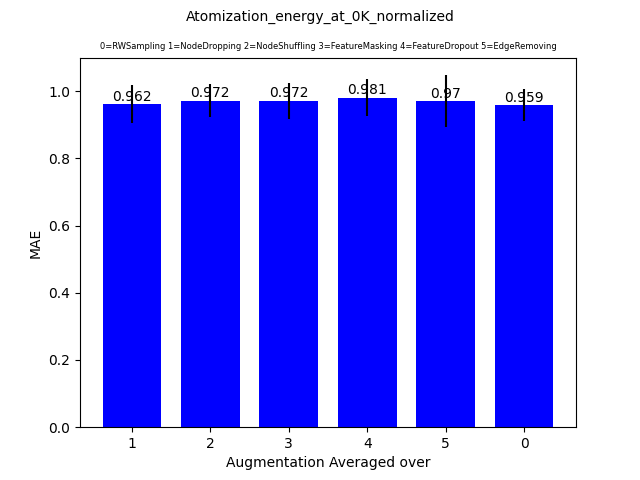 Atomization_energy_at_0K_normalized
0=RWSampling 1=NodeDropping 2=NodeShuffling 3=FeatureMasking 4=FeatureDropout 5=EdgeRemoving
1.0
0.8
0.6
0.4
0.2
0.0
MAE
0.962
0.972
0.972
0.981
0.97
0.959
1 2 3 4 5 0
Augmentation Averaged over